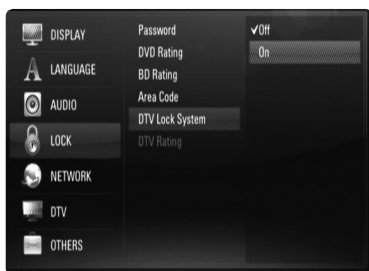 DISPLAY
LANGUAGE
AUDIO
LOCK
NETWORK
DTV
OTHERS
Password
DVD Rating
BD Rating
Area Code
DTV Lock System
DTV Rating
✓Off
On